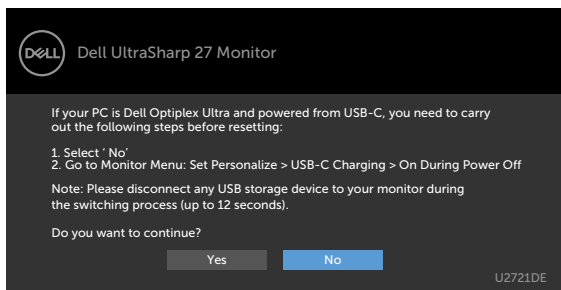 DELL
Dell UltraSharp 27 Monitor
If your PC is Dell Optiplex Ultra and powered from USB-C, you need to carry
out the following steps before resetting:
1. Select ‘ No’
2. Go to Monitor Menu: Set Personalize > USB-C Charging > On During Power Off
Note: Please disconnect any USB storage device to your monitor during
the switching process (up to 12 seconds).
Do you want to continue?
Yes No
U2721DE